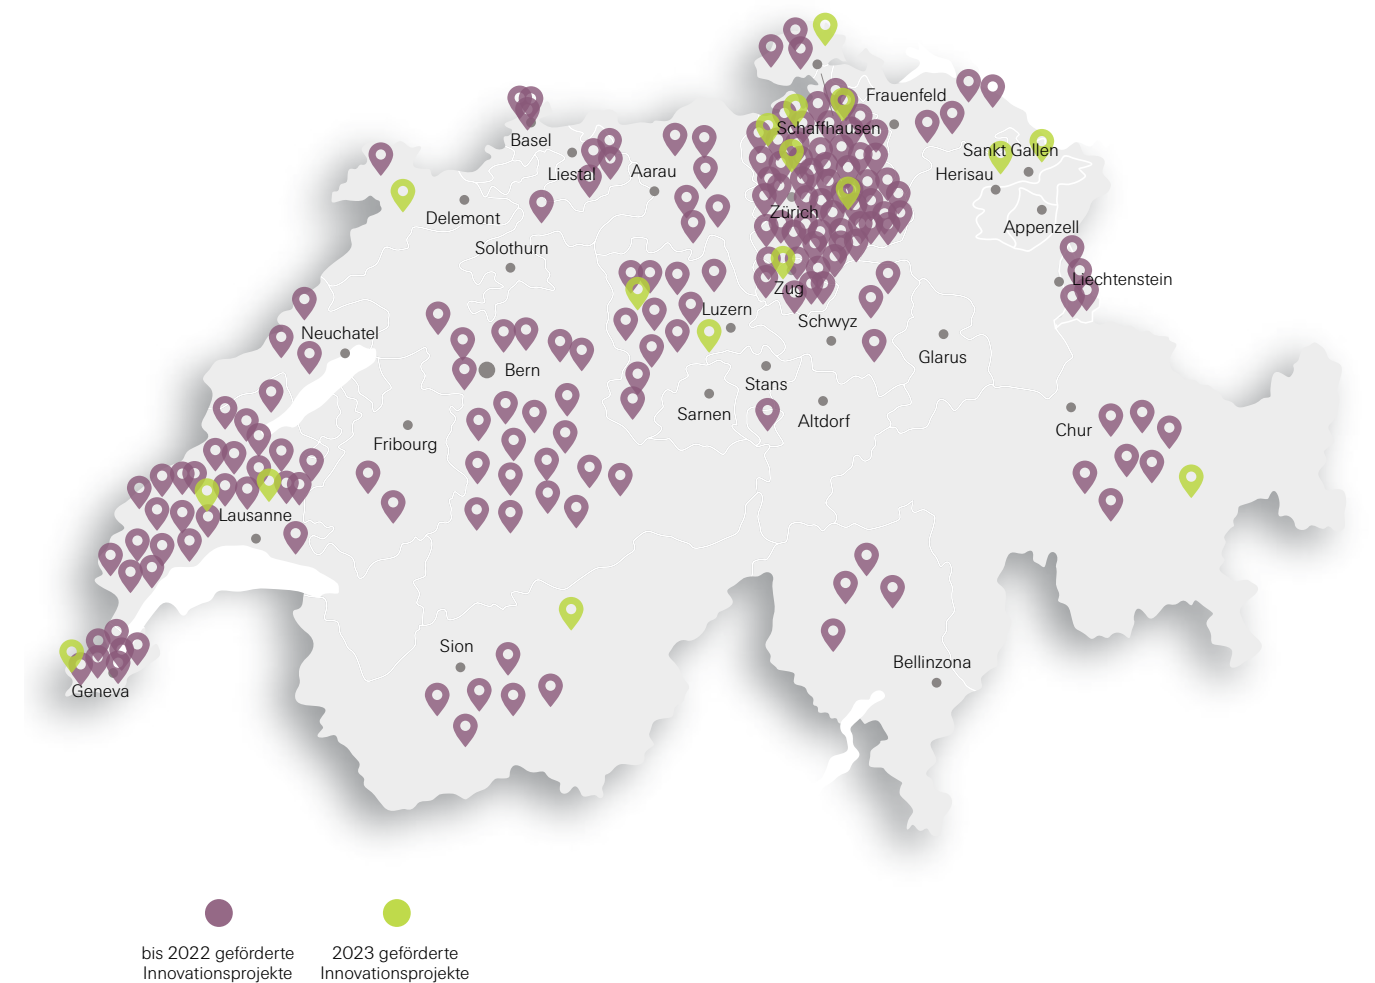 Frauenfeld
Schaffhausen
Basel
Sankt Gallen
Liestal
Aarau
Herisau
Delemont
Zürich
Appenzell
Solothurn
Liechtenstein
Zug
Luzern
Schwyz
Neuchatel
Glarus
Bern
Stans
Sarnen
Altdorf
Chur
Fribourg
Lausanne
Sion
Bellinzona
Geneva
bis 2022 geförderte
Innovationsprojekte
2023 geförderte
Innovationsprojekte